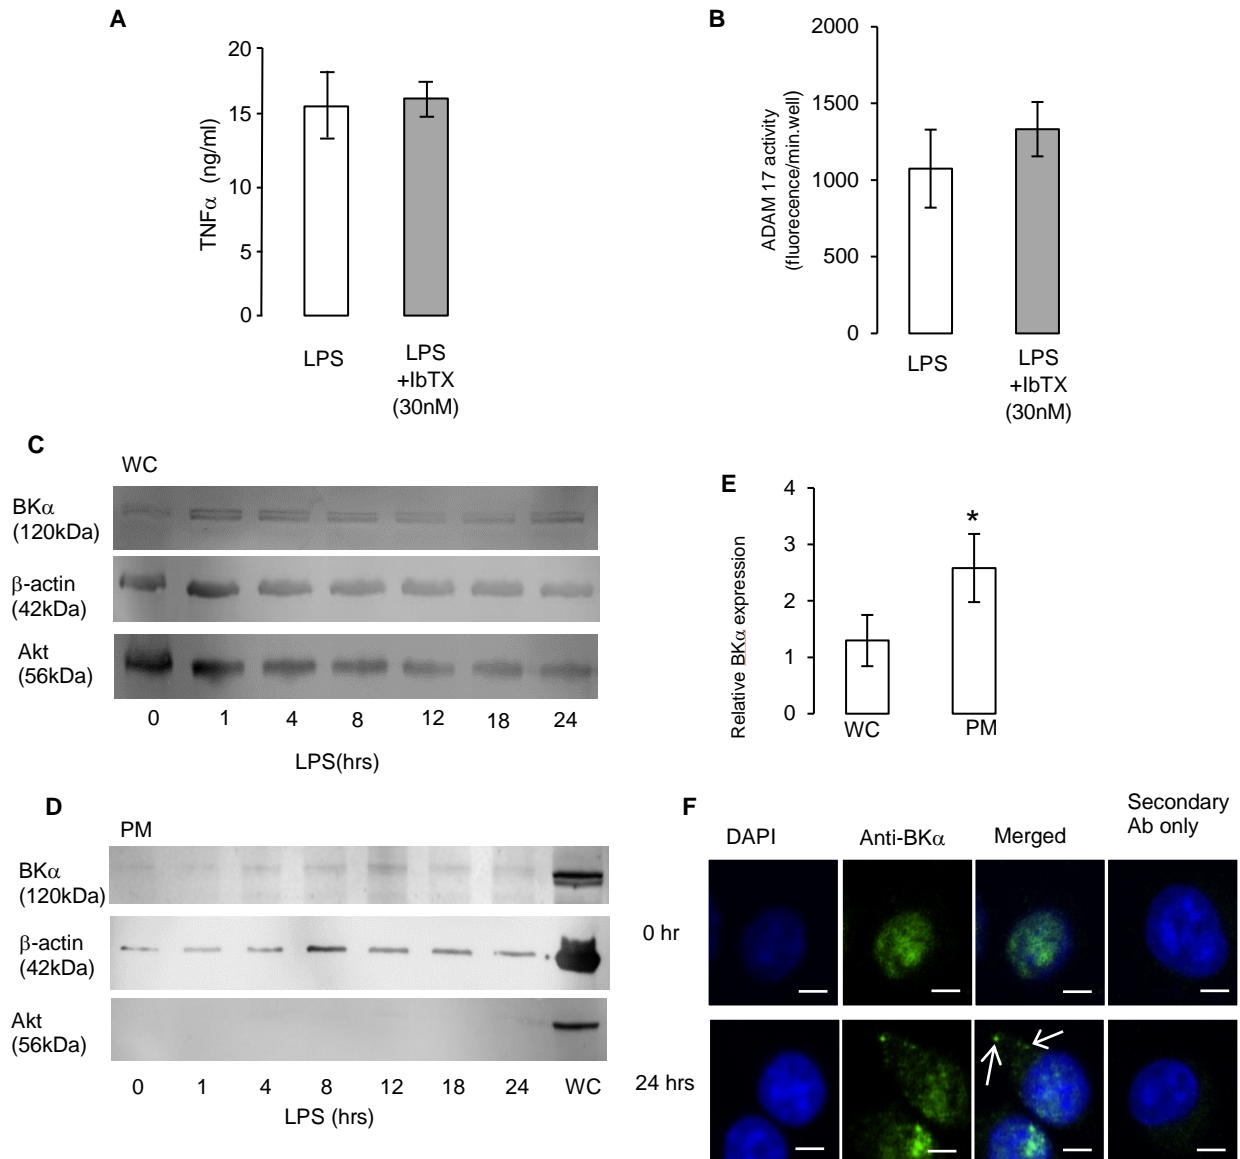 A
20
15
10
5
0
TNFα (ng/ml)
LPS
LPS
+IbTX
(30nM)
B
2000
1500
1000
500
0
ADAM 17 activity
(fluorecence/min.well)
LPS
LPS
+IbTX
(30nM)
C
WC
BKα
(120kDa)
β-actin
(42kDa)
Akt
(56kDa)
0 1 4 8 12 18 24
LPS(hrs)
D
PM
BKα
(120kDa)
β-actin
(42kDa)
Akt
(56kDa)
0 1 4 8 12 18 24 WC
LPS (hrs)
E
4
3
2
1
0
Relative BKα expression
*
WC
PM
F
DAPI
Anti-BKα
Merged
Secondary
Ab only
0 hr
24 hrs